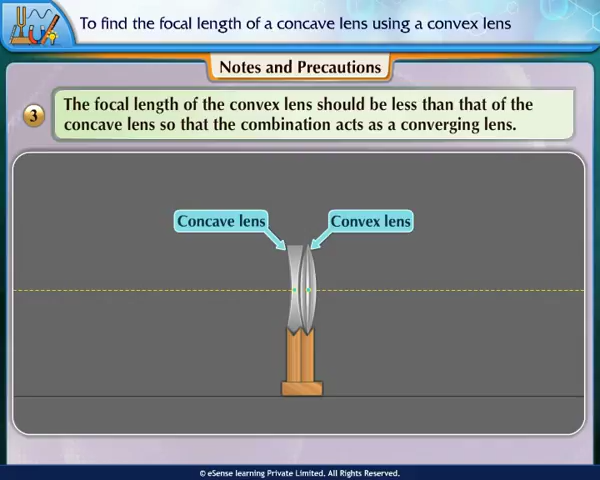 To find the focal length of a concave lens using a convex lens
Notes and Precautions
3
The focal length of the convex lens should be less than that of the
concave lens so that the combination acts as a converging lens.
Concave lens
Convex lens
© eSense learning Private Limited. All Rights Reserved.